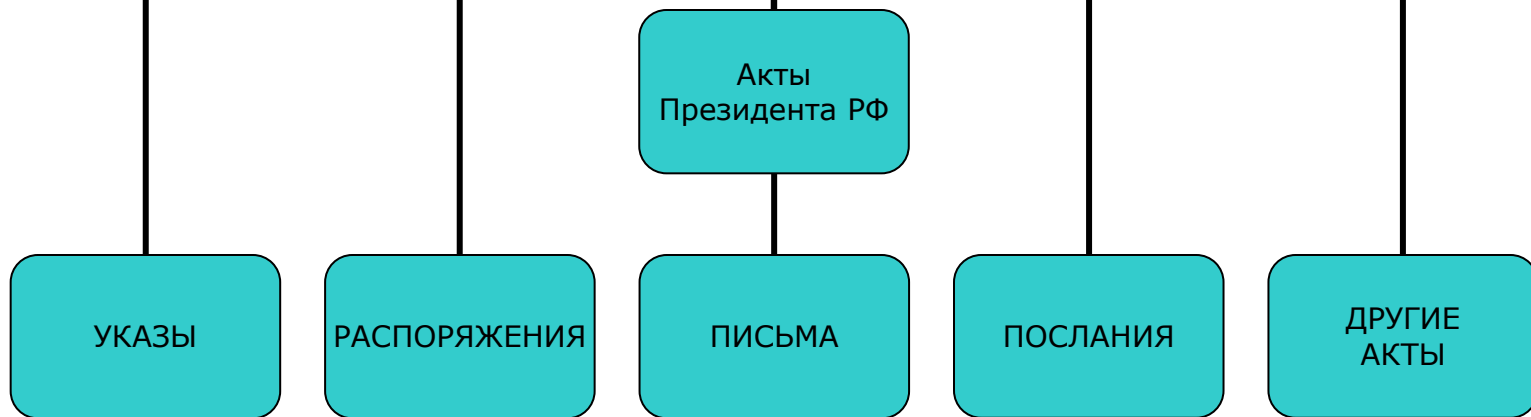 Акты
Президента РФ
УКАЗЫ
РАСПОРЯЖЕНИЯ
ПИСЬМА
ПОСЛАНИЯ
ДРУГИЕ
АКТЫ